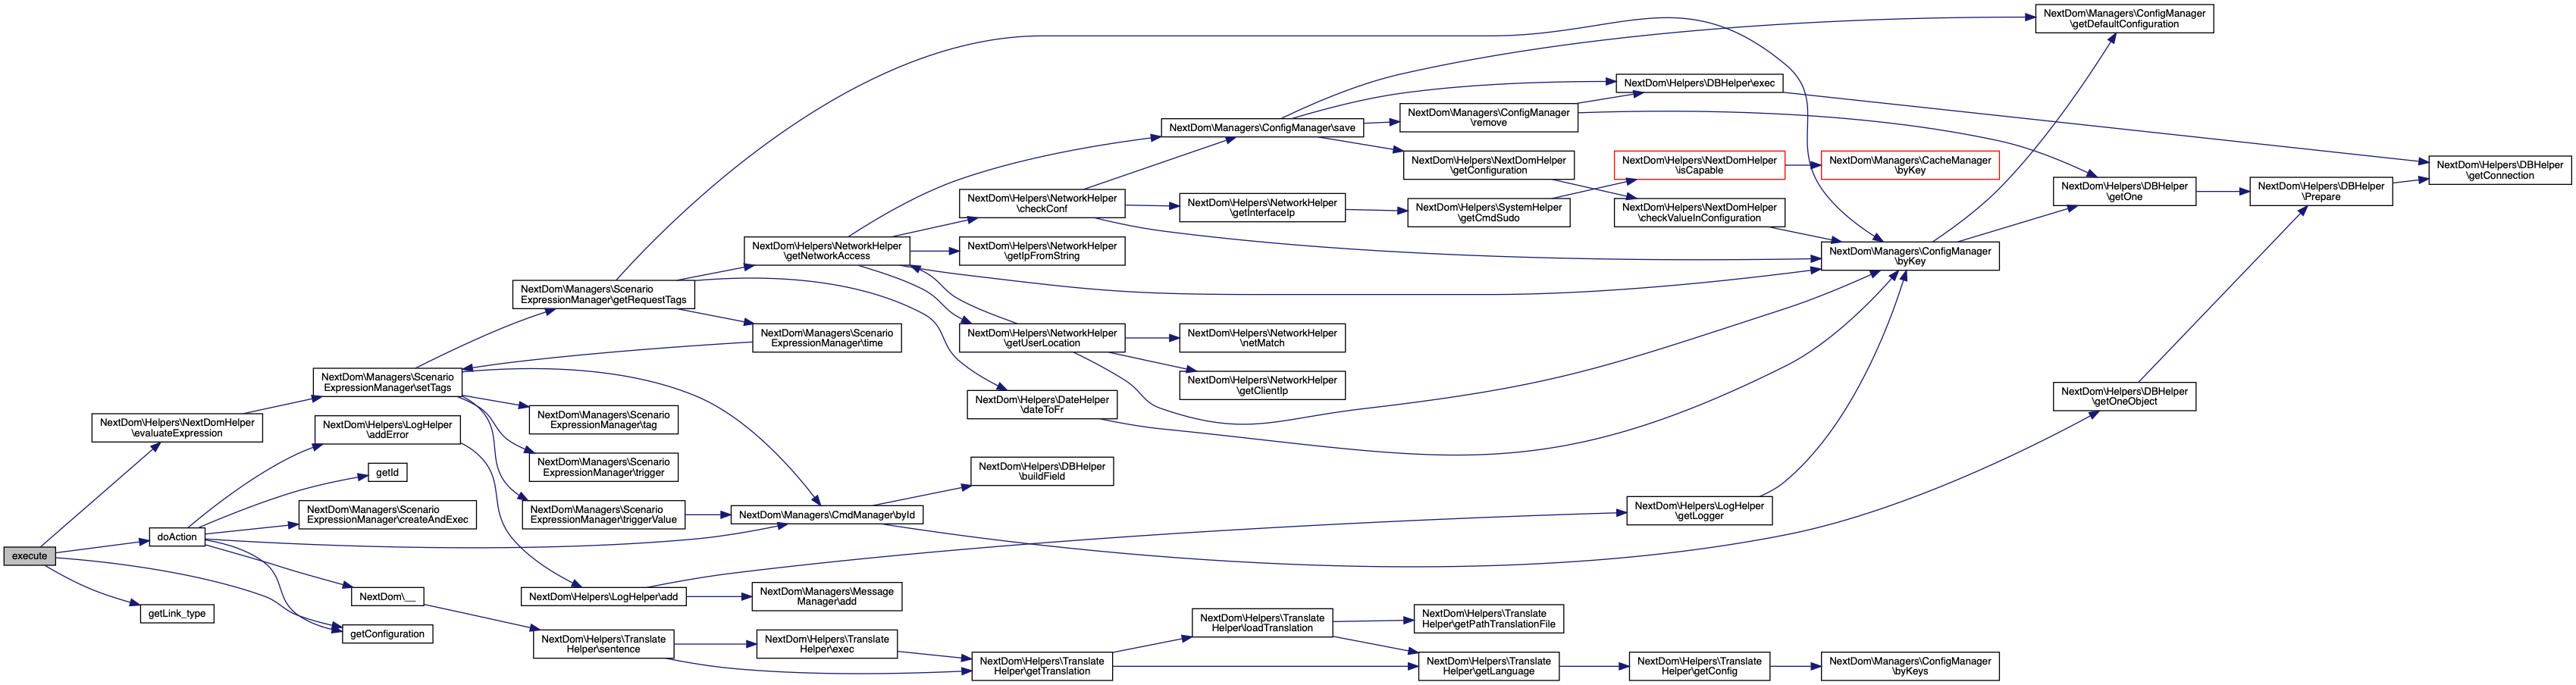 execute
NextDom\Helpers\NextDomHelper
\evaluateExpression
doAction
getLink_type
NextDom\Managers\Scenario
ExpressionManager\setTags
NextDom\Helpers\LogHelper
\addError
getId
NextDom\Managers\Scenario
ExpressionManager\createAndExec
NextDom\__
getConfiguration
NextDom\Managers\Scenario
ExpressionManager\getRequestTags
NextDom\Managers\Scenario
ExpressionManager\tag
NextDom\Managers\Scenario
ExpressionManager\trigger
NextDom\Managers\Scenario
ExpressionManager\triggerValue
NextDom\Helpers\LogHelper\add
NextDom\Helpers\Translate
Helper\sentence
NextDom\Helpers\NetworkHelper
\getNetworkAccess
NextDom\Managers\Scenario
ExpressionManager\time
NextDom\Managers\CmdManager\byId
NextDom\Managers\Message
Manager\add
NextDom\Helpers\Translate
Helper\exec
NextDom\Helpers\NetworkHelper
\checkConf
NextDom\Helpers\NetworkHelper
\getIpFromString
NextDom\Helpers\NetworkHelper
\getUserLocation
NextDom\Helpers\DateHelper
\dateToFr
NextDom\Helpers\DBHelper
\buildField
NextDom\Helpers\Translate
Helper\getTranslation
NextDom\Managers\ConfigManager\save
NextDom\Helpers\NetworkHelper
\getInterfaceIp
NextDom\Helpers\NetworkHelper
\netMatch
NextDom\Helpers\NetworkHelper
\getClientIp
NextDom\Helpers\Translate
Helper\loadTranslation
NextDom\Managers\ConfigManager
\remove
NextDom\Helpers\NextDomHelper
\getConfiguration
NextDom\Helpers\SystemHelper
\getCmdSudo
NextDom\Helpers\Translate
Helper\getPathTranslationFile
NextDom\Helpers\Translate
Helper\getLanguage
NextDom\Helpers\DBHelper\exec
NextDom\Helpers\NextDomHelper
\isCapable
NextDom\Helpers\NextDomHelper
\checkValueInConfiguration
NextDom\Helpers\LogHelper
\getLogger
NextDom\Helpers\Translate
Helper\getConfig
NextDom\Managers\CacheManager
\byKey
NextDom\Managers\ConfigManager
\byKey
NextDom\Managers\ConfigManager
\byKeys
NextDom\Managers\ConfigManager
\getDefaultConfiguration
NextDom\Helpers\DBHelper
\getOne
NextDom\Helpers\DBHelper
\getOneObject
NextDom\Helpers\DBHelper
\Prepare
NextDom\Helpers\DBHelper
\getConnection